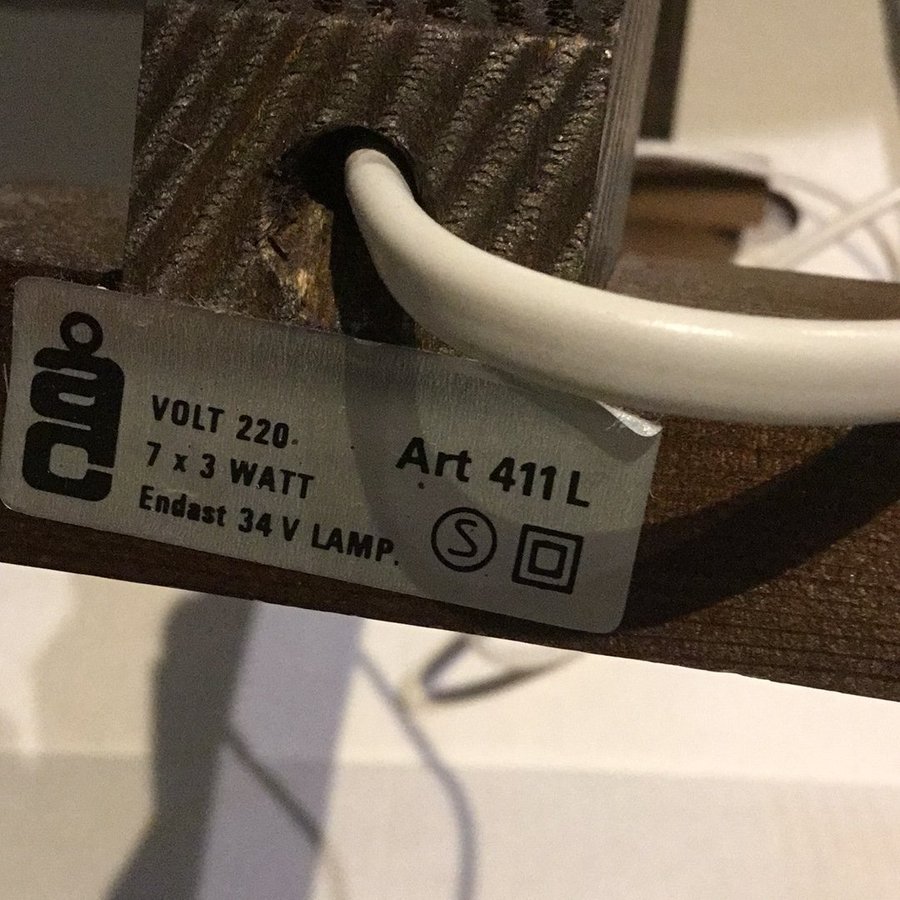 VOLT 220.
7 x 3 WATT
Endast 34 V LAMP.
Art 411 L
S